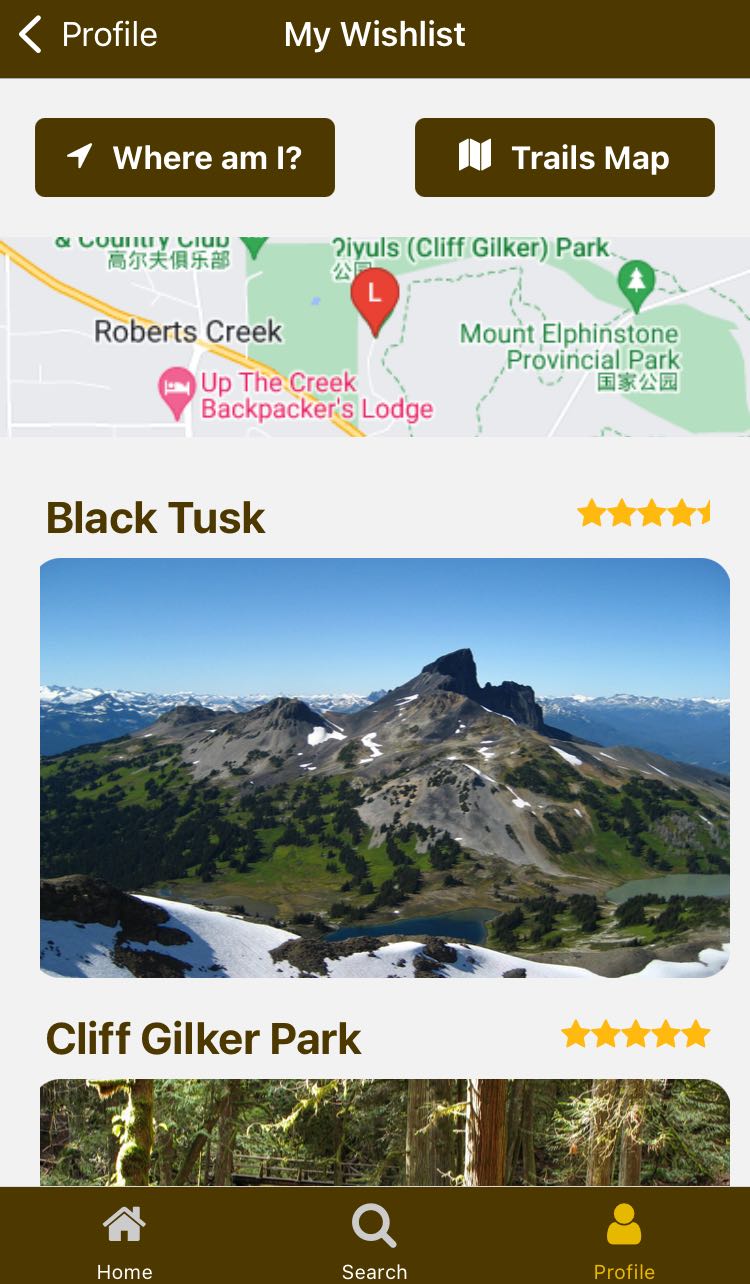 Profile
My Wishlist
Where am I?
Trails Map
& Country Club
高尔夫俱乐部
(Cliff Gilker) Park
公园
L
Roberts Creek
Mount Elphinstone
Provincial Park
国家公园
Up The Creek
Backpacker's Lodge
Black Tusk
Cliff Gilker Park
Home
Search
Profile